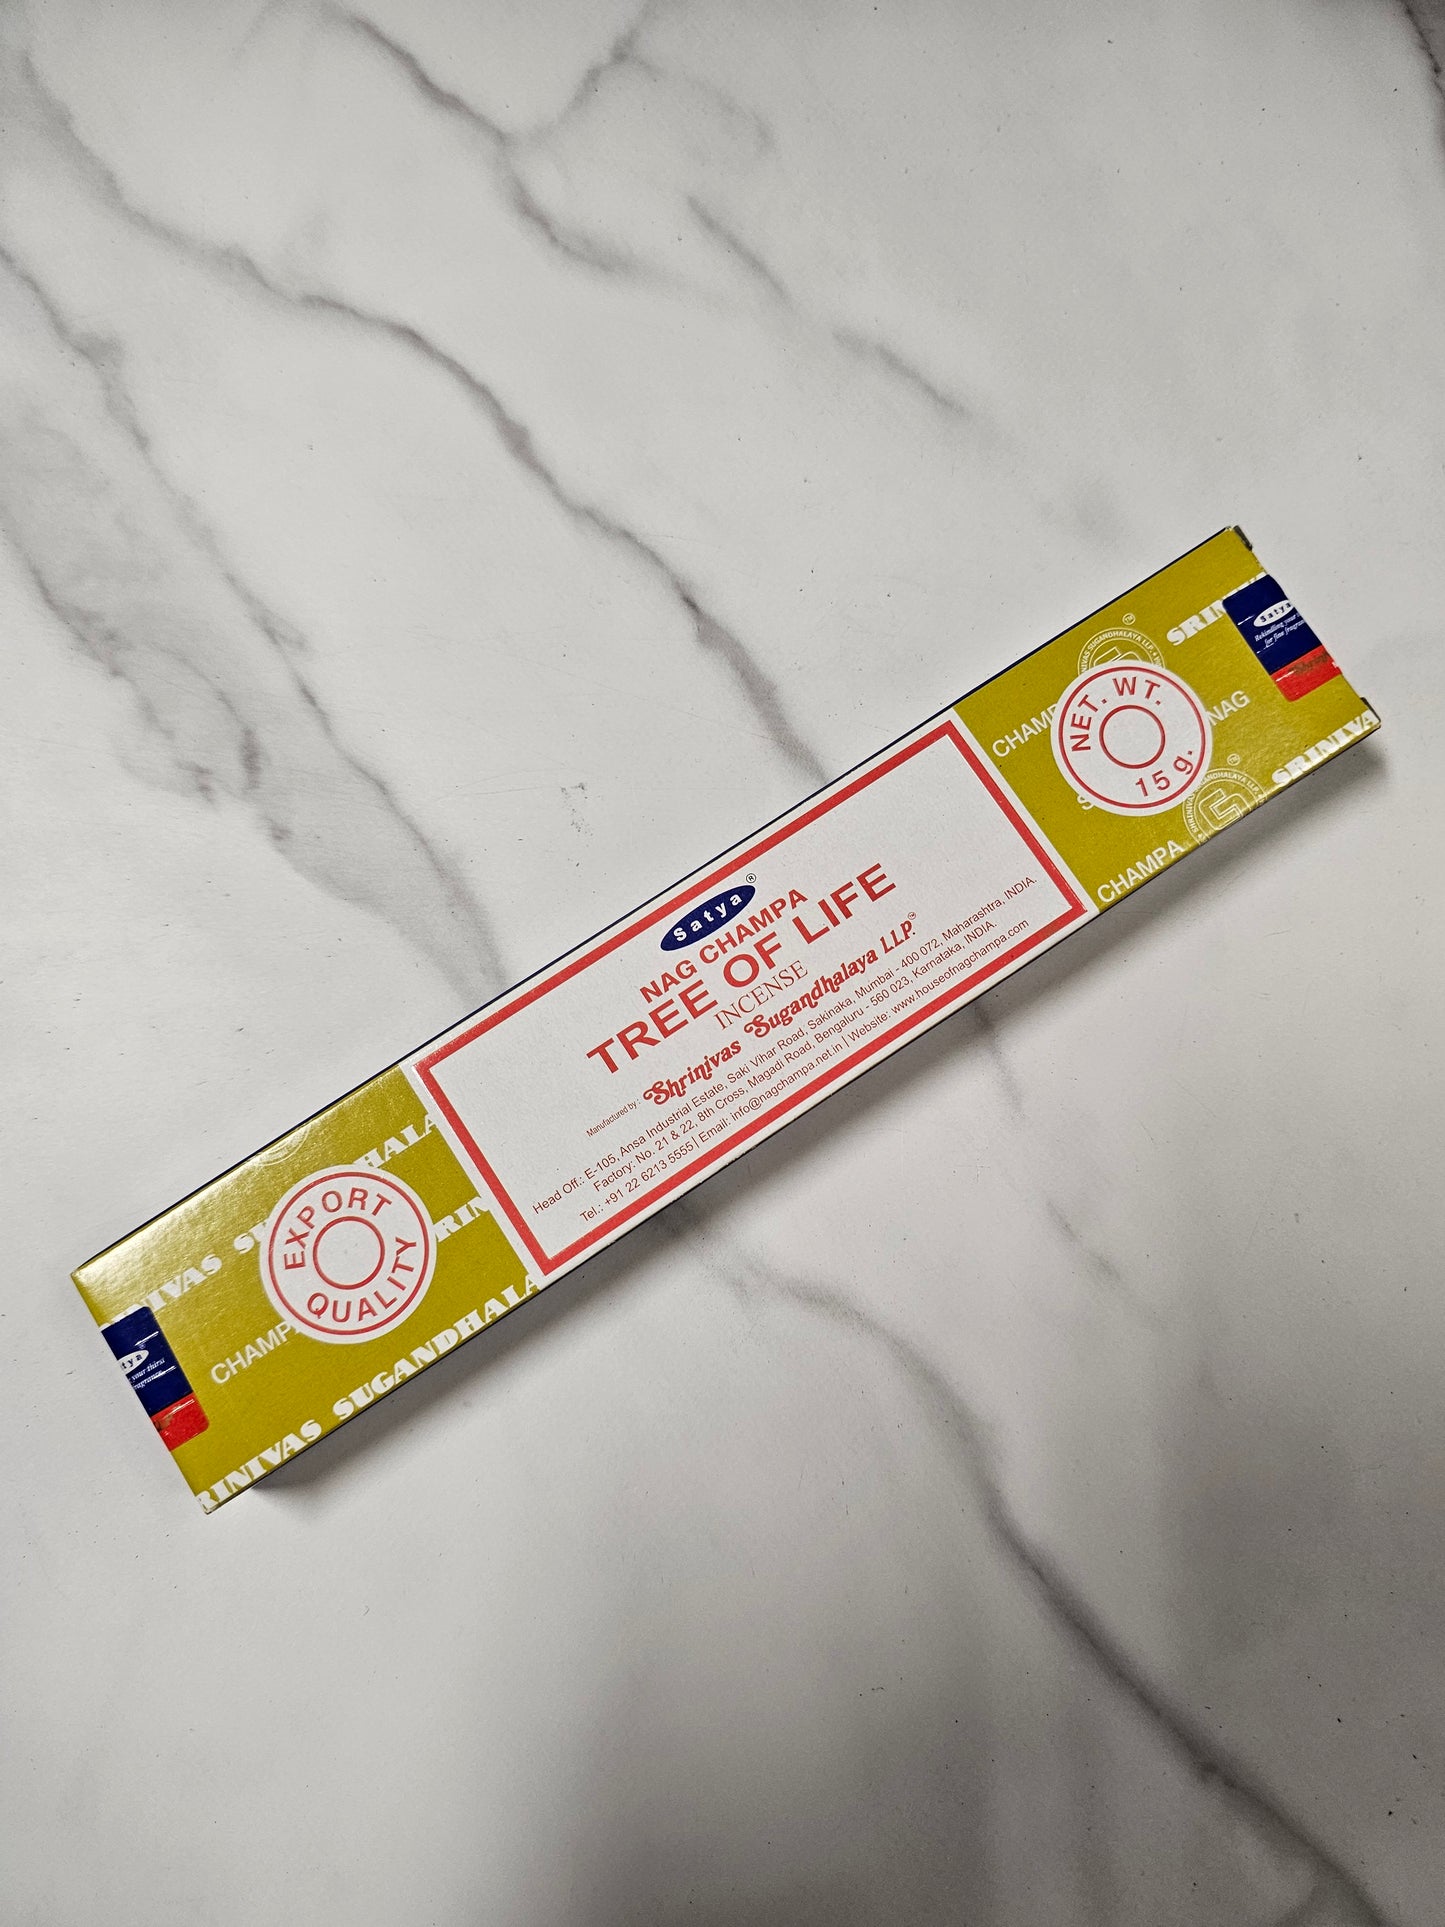 Satya®
NAG CHAMPA
TREE OF LIFE
INCENSE
Manufactured by: Shrinivas Sugandhalaya LLP.™
Head Off.: E-105, Ansa Industrial Estate, Saki Vihar Road, Sakinaka, Mumbai - 400 072, Maharashtra, INDIA.
Factory: No. 21 & 22, 8th Cross, Magadi Road, Bengaluru - 560 023, Karnataka, INDIA.
Tel.: +91 22 6213 5555 | Email: info@nagchampa.net.in | Website: www.houseofnagchampa.com
EXPORT
QUALITY
NET. WT.
15 g.
CHAMPA
SUGANDHALA
CHAMPA
NAG
Satya